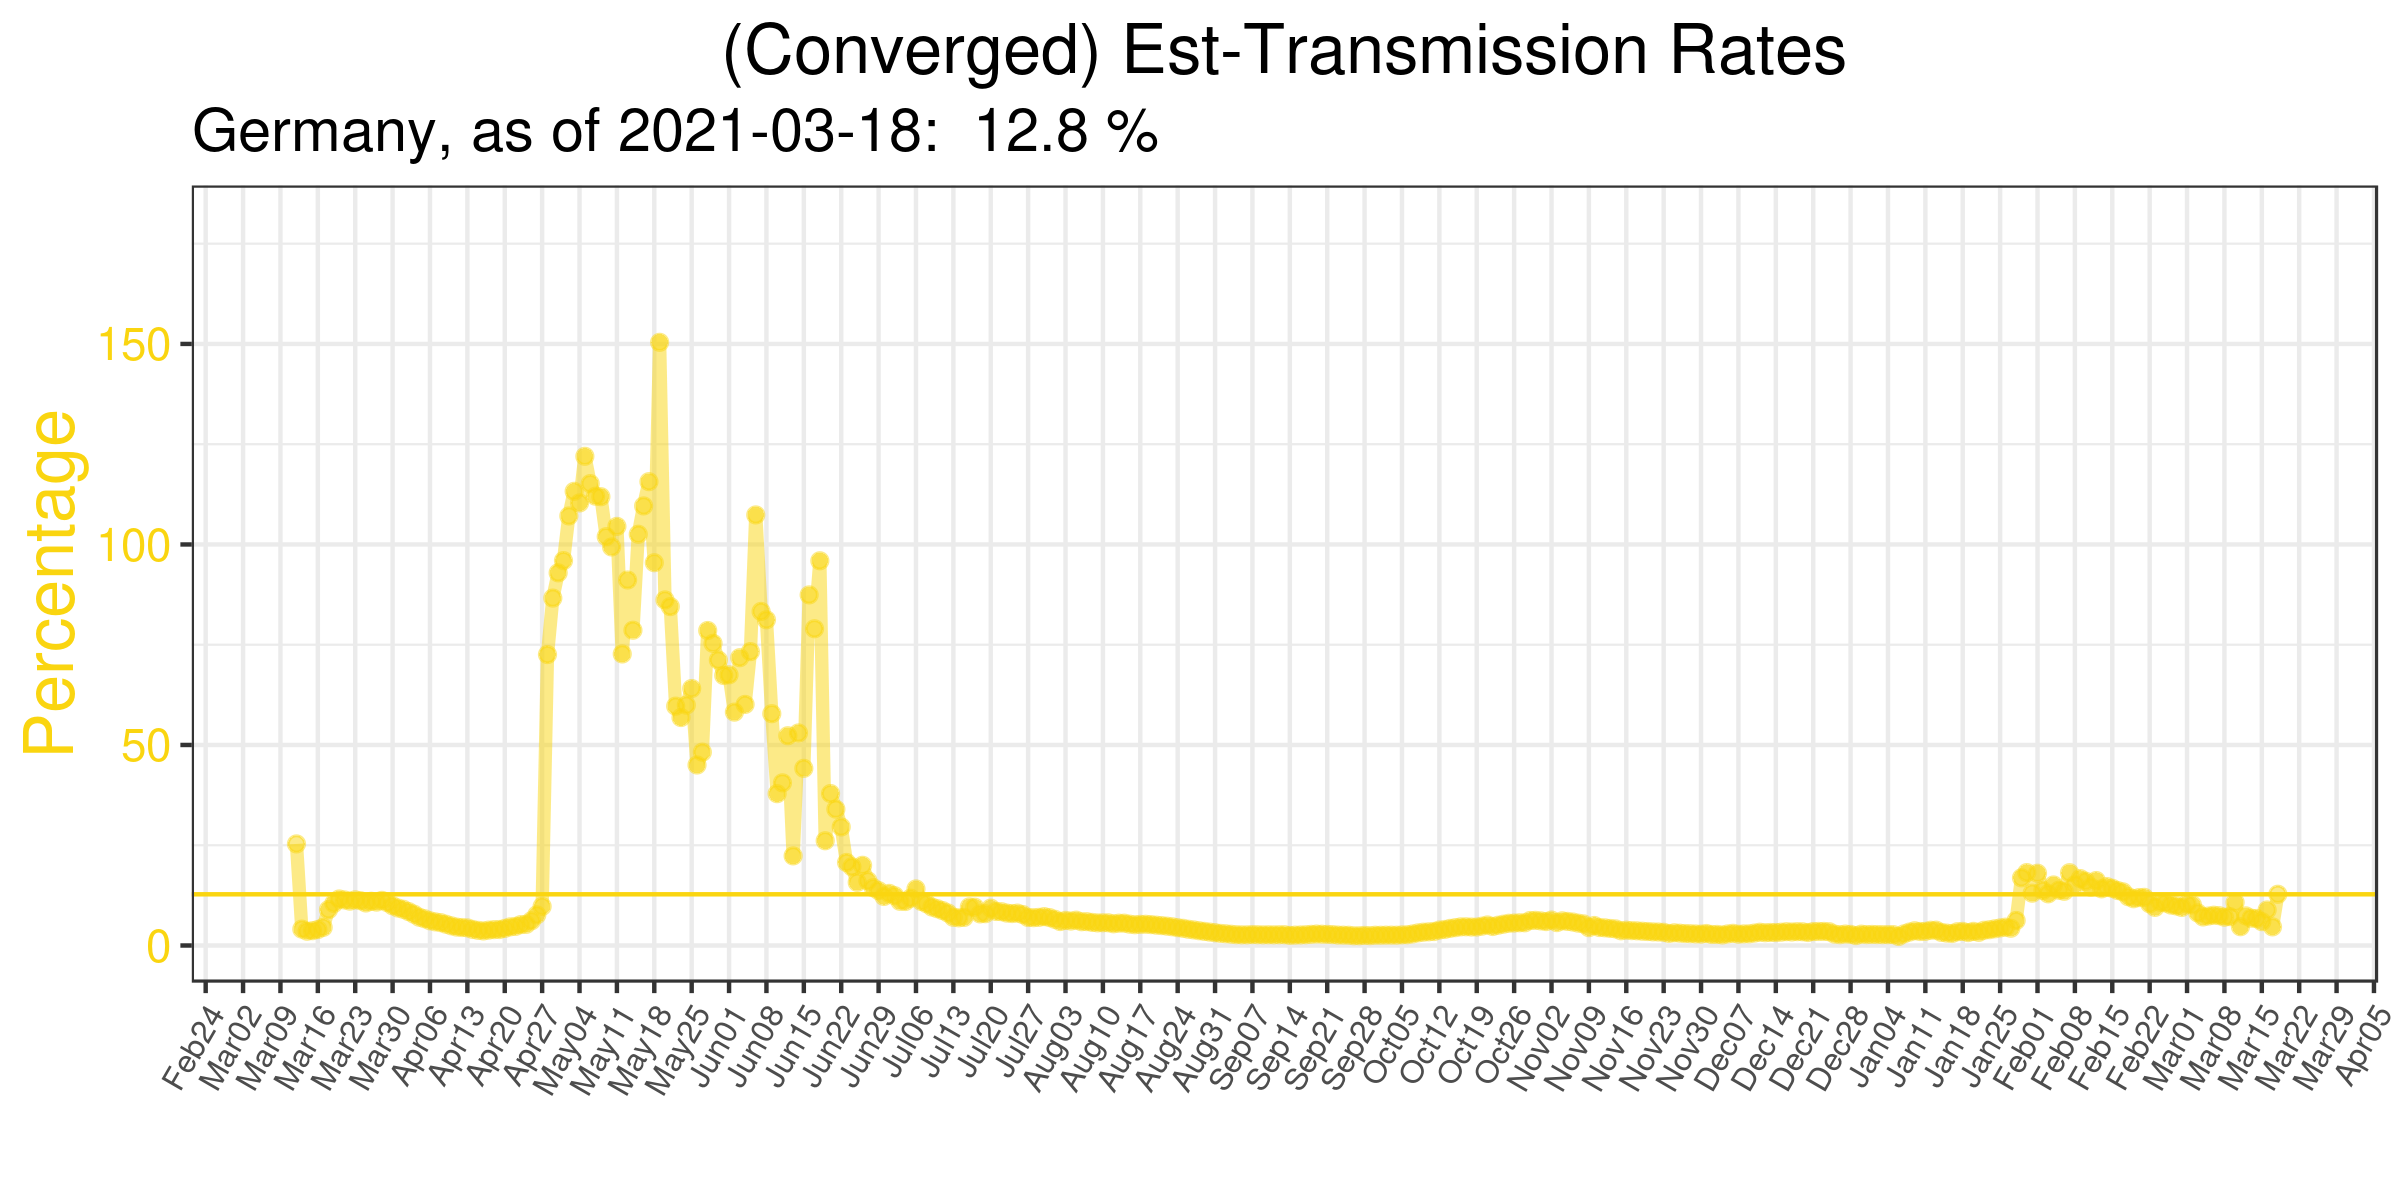 (Converged) Est-Transmission Rates
Germany, as of 2021-03-18: 12.8 %
Percentage
150
100
50
0
Feb24
Mar02
Mar09
Mar16
Mar23
Mar30
Apr06
Apr13
Apr20
Apr27
May04
May11
May18
May25
Jun01
Jun08
Jun15
Jun22
Jun29
Jul06
Jul13
Jul20
Jul27
Aug03
Aug10
Aug17
Aug24
Aug31
Sep07
Sep14
Sep21
Sep28
Oct05
Oct12
Oct19
Oct26
Nov02
Nov09
Nov16
Nov23
Nov30
Dec07
Dec14
Dec21
Dec28
Jan04
Jan11
Jan18
Jan25
Feb01
Feb08
Feb15
Feb22
Mar01
Mar08
Mar15
Mar22
Mar29
Apr05